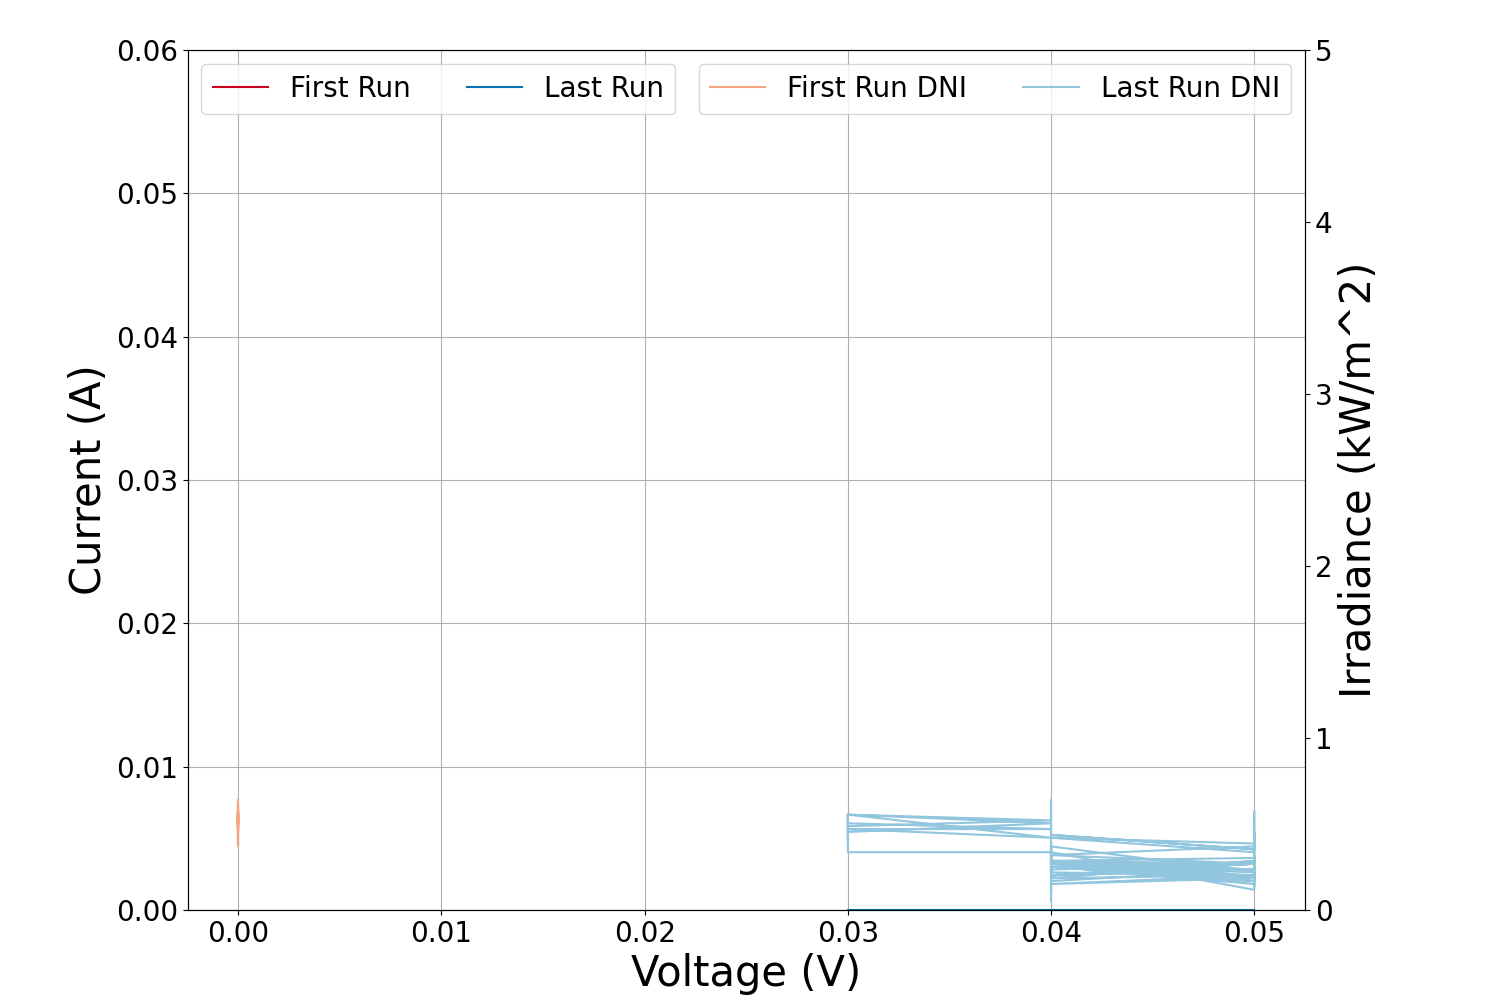 First Run
Last Run
First Run DNI
Last Run DNI
0.06
0.05
0.04
0.03
0.02
0.01
0.00
Current (A)
5
4
3
2
1
0
Irradiance (kW/m^2)
0.00 0.01 0.02 0.03 0.04 0.05
Voltage (V)